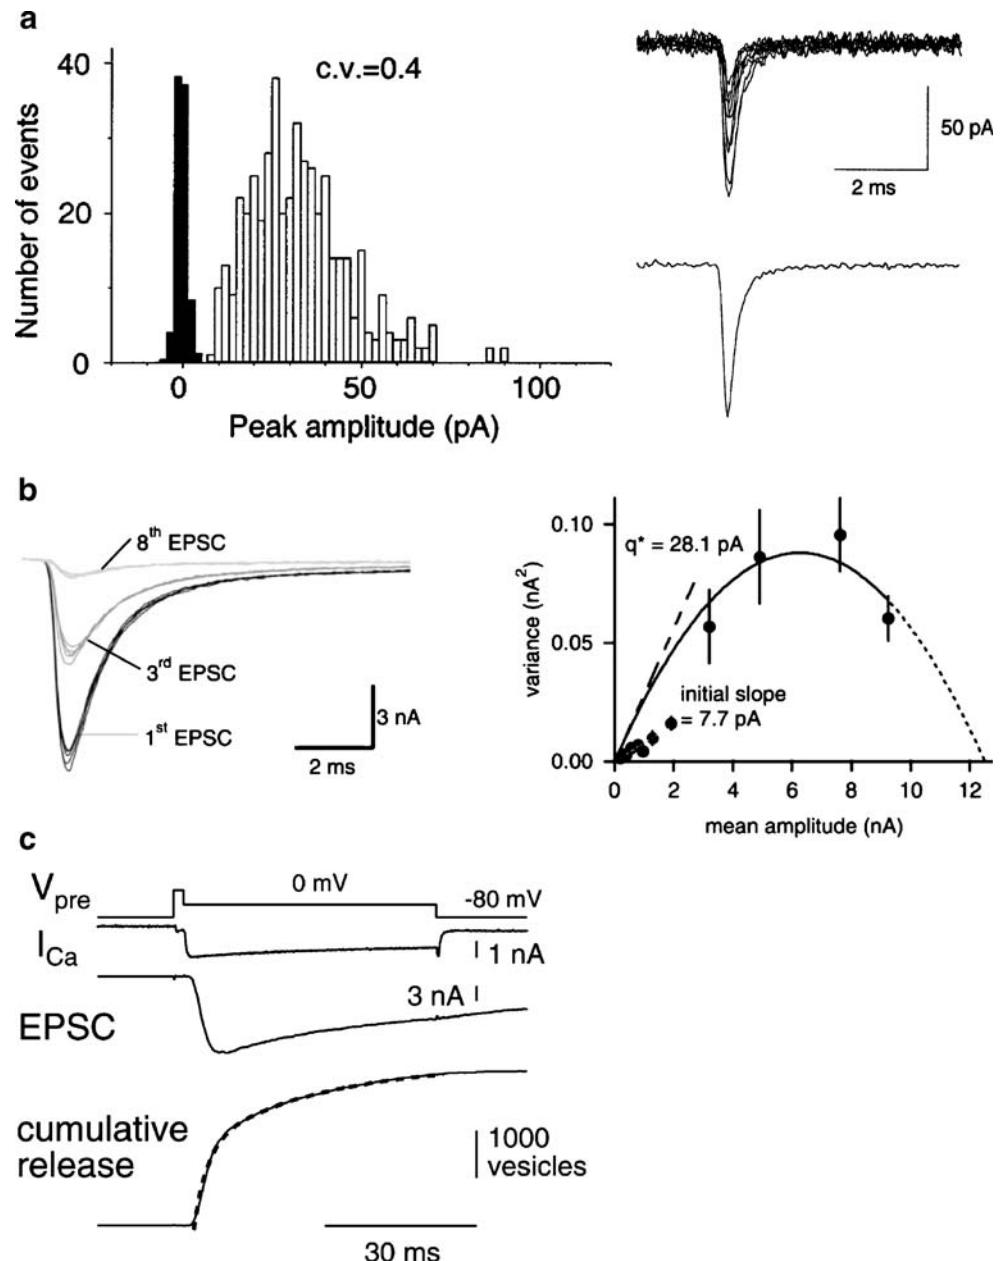 a
c.v.=0.4
40
20
0
Number of events
0 50 100
Peak amplitude (pA)
50 pA
2 ms
b
8th EPSC
3rd EPSC
1st EPSC
3 nA
2 ms
0.10
0.05
0.00
variance (nA2)
q* = 28.1 pA
initial slope
= 7.7 pA
0 2 4 6 8 10 12
mean amplitude (nA)
c
Vpre
0 mV
-80 mV
ICa
1 nA
3 nA
EPSC
cumulative
release
1000
vesicles
30 ms